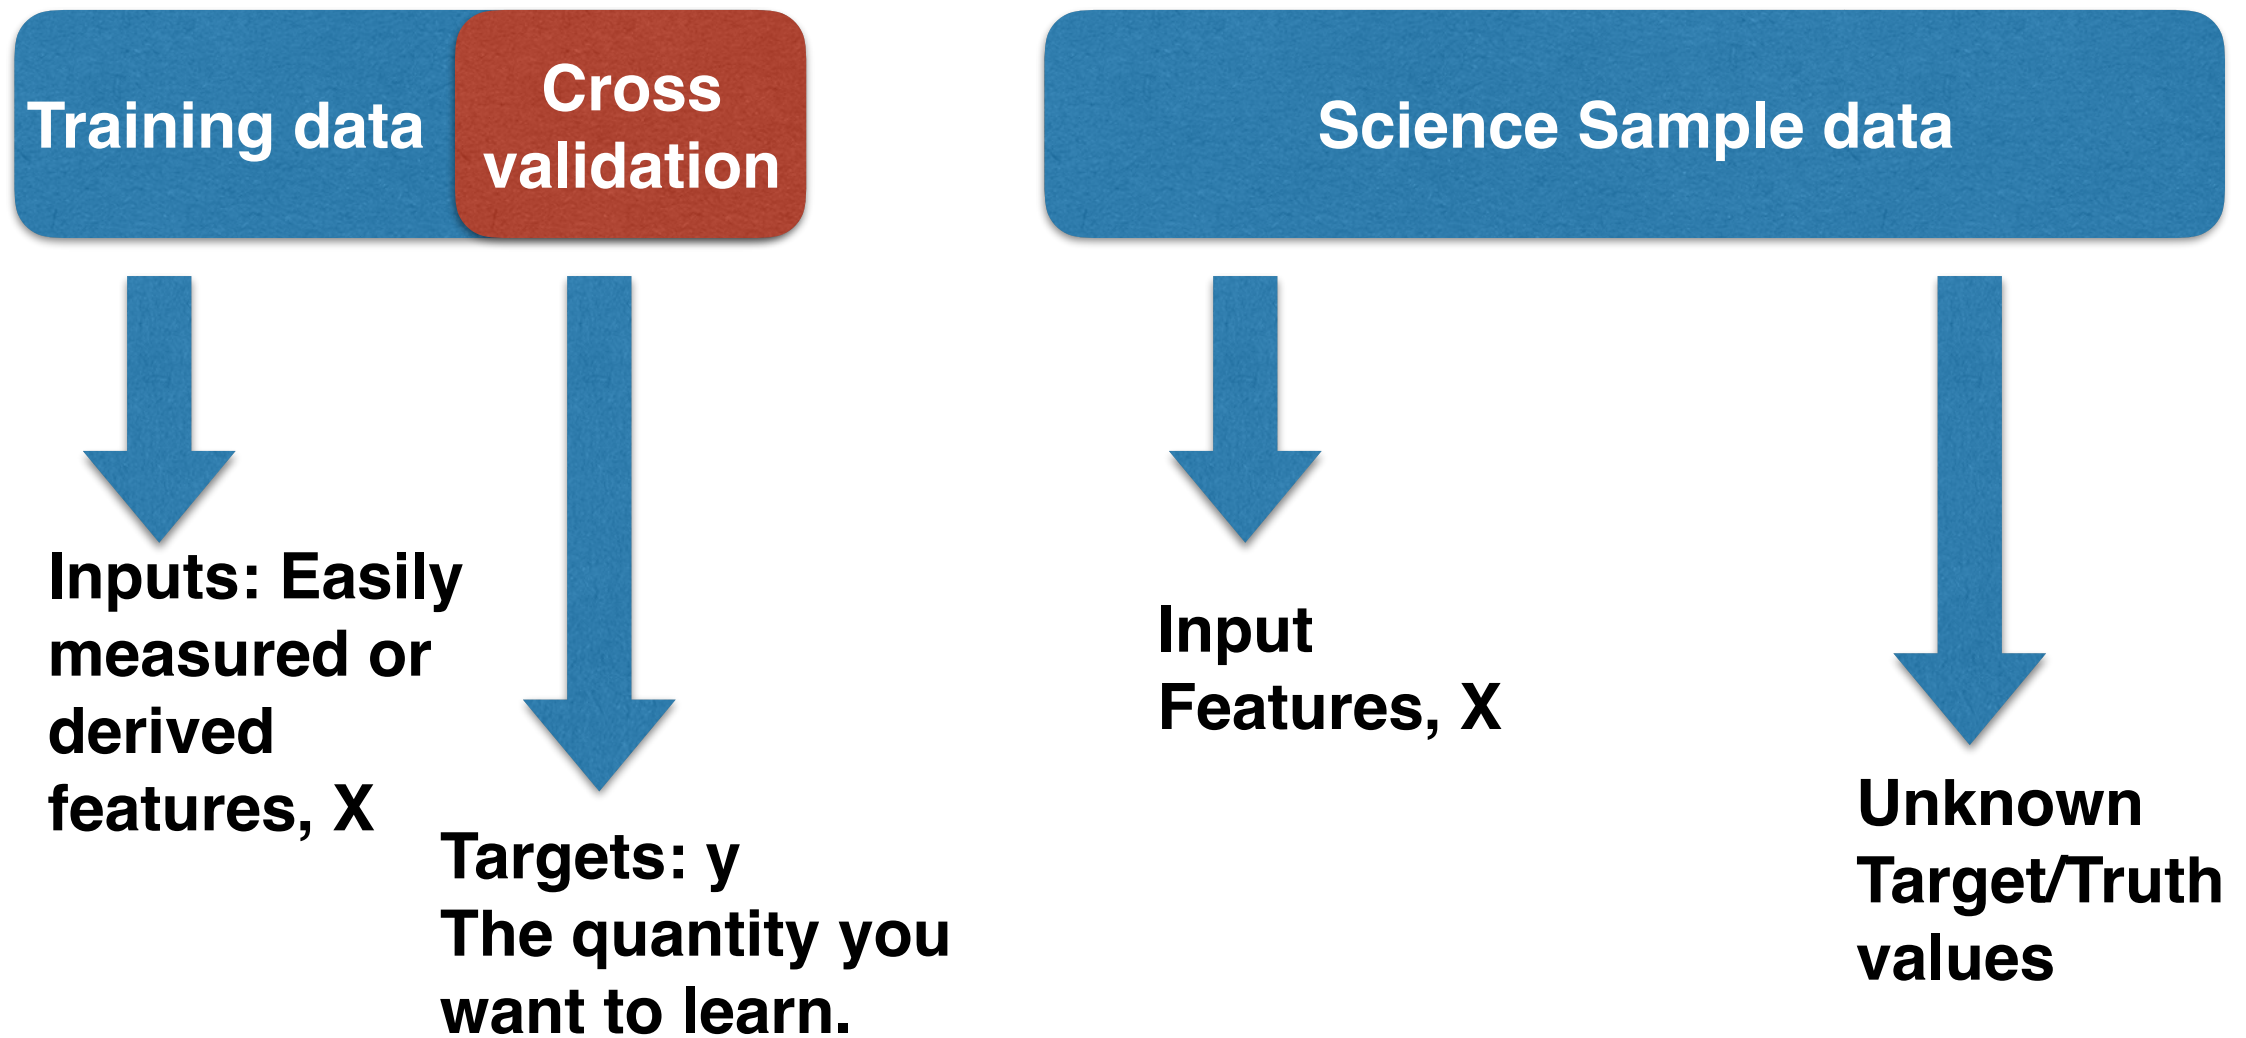 Training data
Cross
validation
Science Sample data
Inputs: Easily
measured or
derived
features, X
Targets: y
The quantity you
want to learn.
Input
Features, X
Unknown
Target/Truth
values